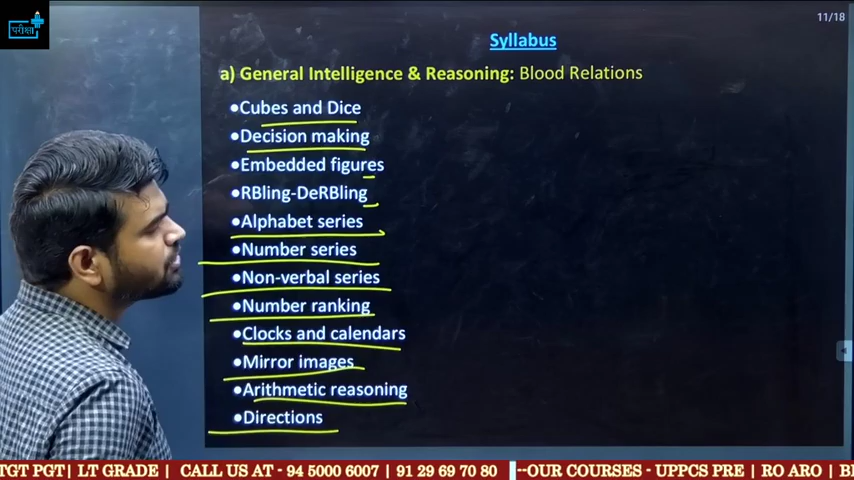 परीक्षा
11/18
Syllabus
a) General Intelligence & Reasoning: Blood Relations
•Cubes and Dice
•Decision making
•Embedded figures
•RBling-DeRBling
•Alphabet series
•Number series
•Non-verbal series
•Number ranking
•Clocks and calendars
•Mirror images
•Arithmetic reasoning
•Directions
TGT PGT| LT GRADE | CALL US AT - 94 5000 6007 | 91 29 69 70 80 --OUR COURSES - UPPCS PRE | RO ARO |